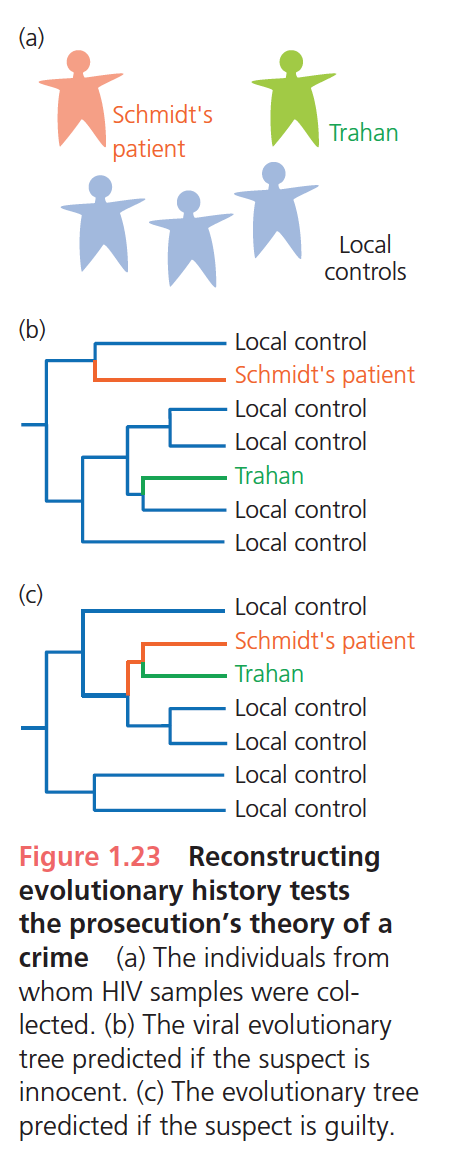 (a)
Schmidt's
patient
Trahan
Local
controls
(b)
Local control
Schmidt's patient
Local control
Local control
Trahan
Local control
Local control
(c)
Local control
Schmidt's patient
Trahan
Local control
Local control
Local control
Local control
Figure 1.23 Reconstructing
evolutionary history tests
the prosecution's theory of a
crime (a) The individuals from
whom HIV samples were col-
lected. (b) The viral evolutionary
tree predicted if the suspect is
innocent. (c) The evolutionary tree
predicted if the suspect is guilty.